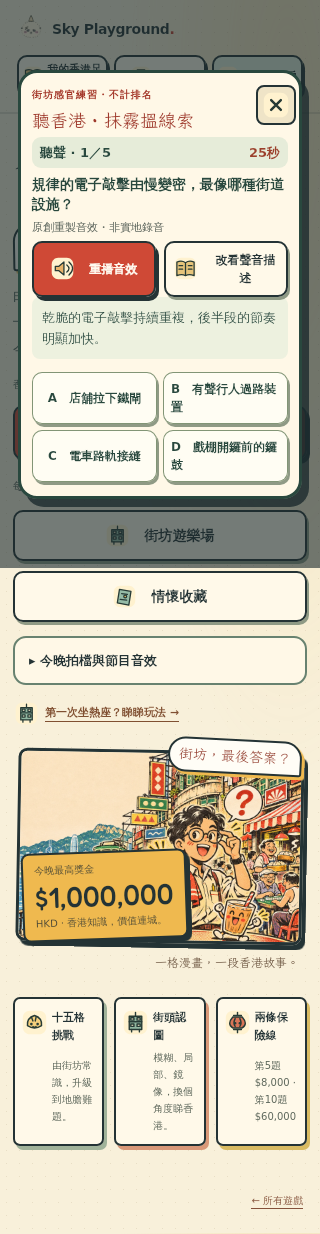 Sky Playground.
街坊感官練習・不計排名
聽香港・抹霧搵線索
聽聲・1／5
25秒
規律的電子敲擊由慢變密，最像哪種街道
設施？
原創重製音效・非實地錄音
重播音效
改看聲音描
述
乾脆的電子敲擊持續重複，後半段的節奏
明顯加快。
A 店舖拉下鐵閘
B 有聲行人過路裝
置
C 電車路軌接縫
D 戲棚開鑼前的鑼
鼓
街坊遊樂場
情懷收藏
▸ 今晚拍檔與節目音效
第一次坐熱座？睇睇玩法 →
街坊，最後答案？
?
今晚最高獎金
$1,000,000
HKD・香港知識，價值連城。
一格漫畫，一段香港故事。
十五格
挑戰
由街坊常
識，升級
到地膽難
題。
街頭認
圖
模糊、局
部、鏡
像，換個
角度睇香
港。
兩條保
險線
第5題
$8,000 ·
第10題
$60,000
← 所有遊戲